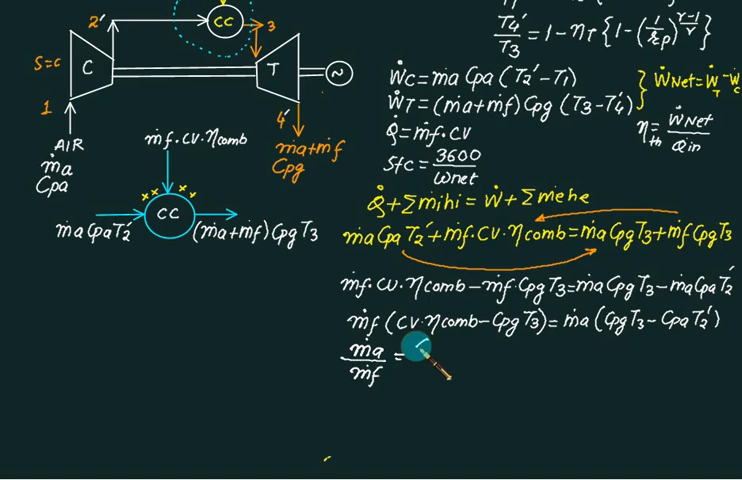 T4'/T3 = 1 - ηT {1 - (1/rp)^(r-1/r)}
2'
CC
3
S=c
C
T
~
1
4'
AIR
ṁa
Cpa
ṁa+ṁf
Cpg
ẆC = ṁa Cpa (T2' - T1)
ẆT = (ṁa+ṁf) Cpg (T3 - T4')
Q̇ = ṁf · CV
Sfc = 3600/ωnet
ẆNet = ẆT - ẆC
ηth = ẆNet/Qin
ṁf · CV · ηcomb
CC
ṁaCpaT2'
(ṁa+ṁf)CpgT3
Q̇ + Σṁihi = Ẇ + Σṁehe
ṁaCpaT2' + ṁf·CV·ηcomb = ṁaCpgT3 + ṁfCpgT3
ṁf·CV·ηcomb - ṁf·CpgT3 = ṁaCpgT3 - ṁaCpaT2'
ṁf (CV·ηcomb - CpgT3) = ṁa (CpgT3 - CpaT2')
ṁa/ṁf =